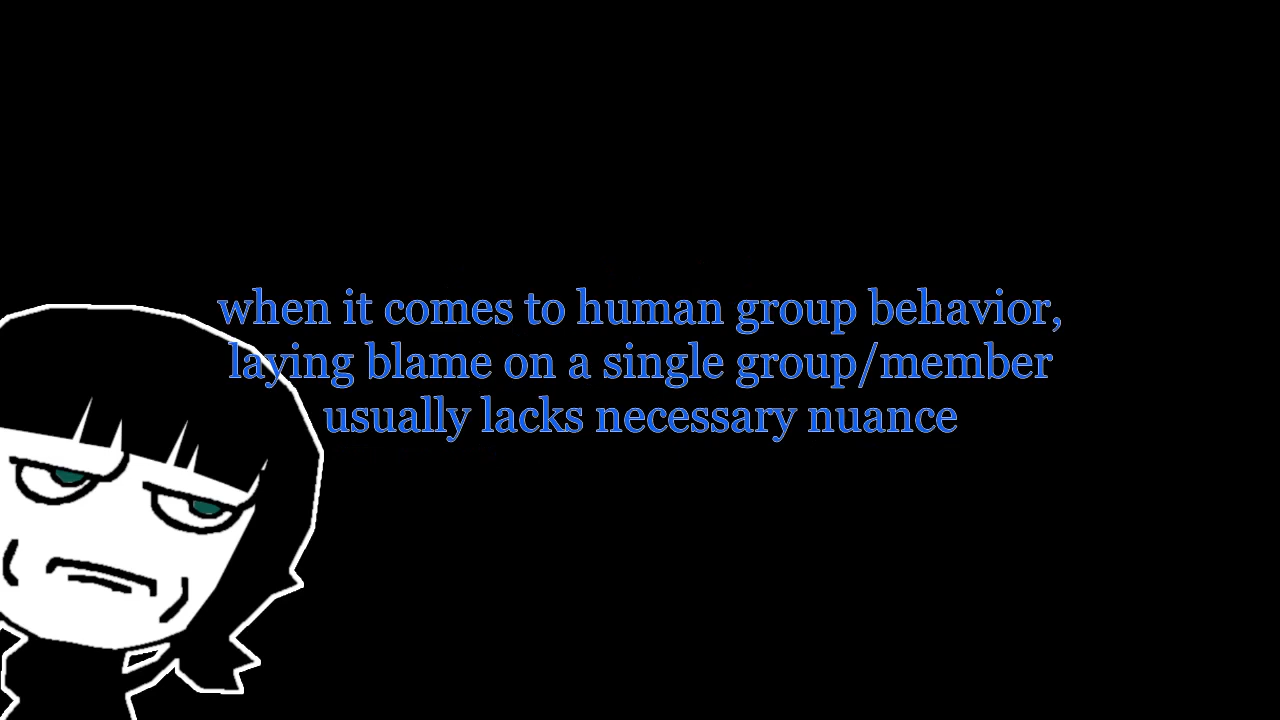 when it comes to human group behavior,
laying blame on a single group/member
usually lacks necessary nuance